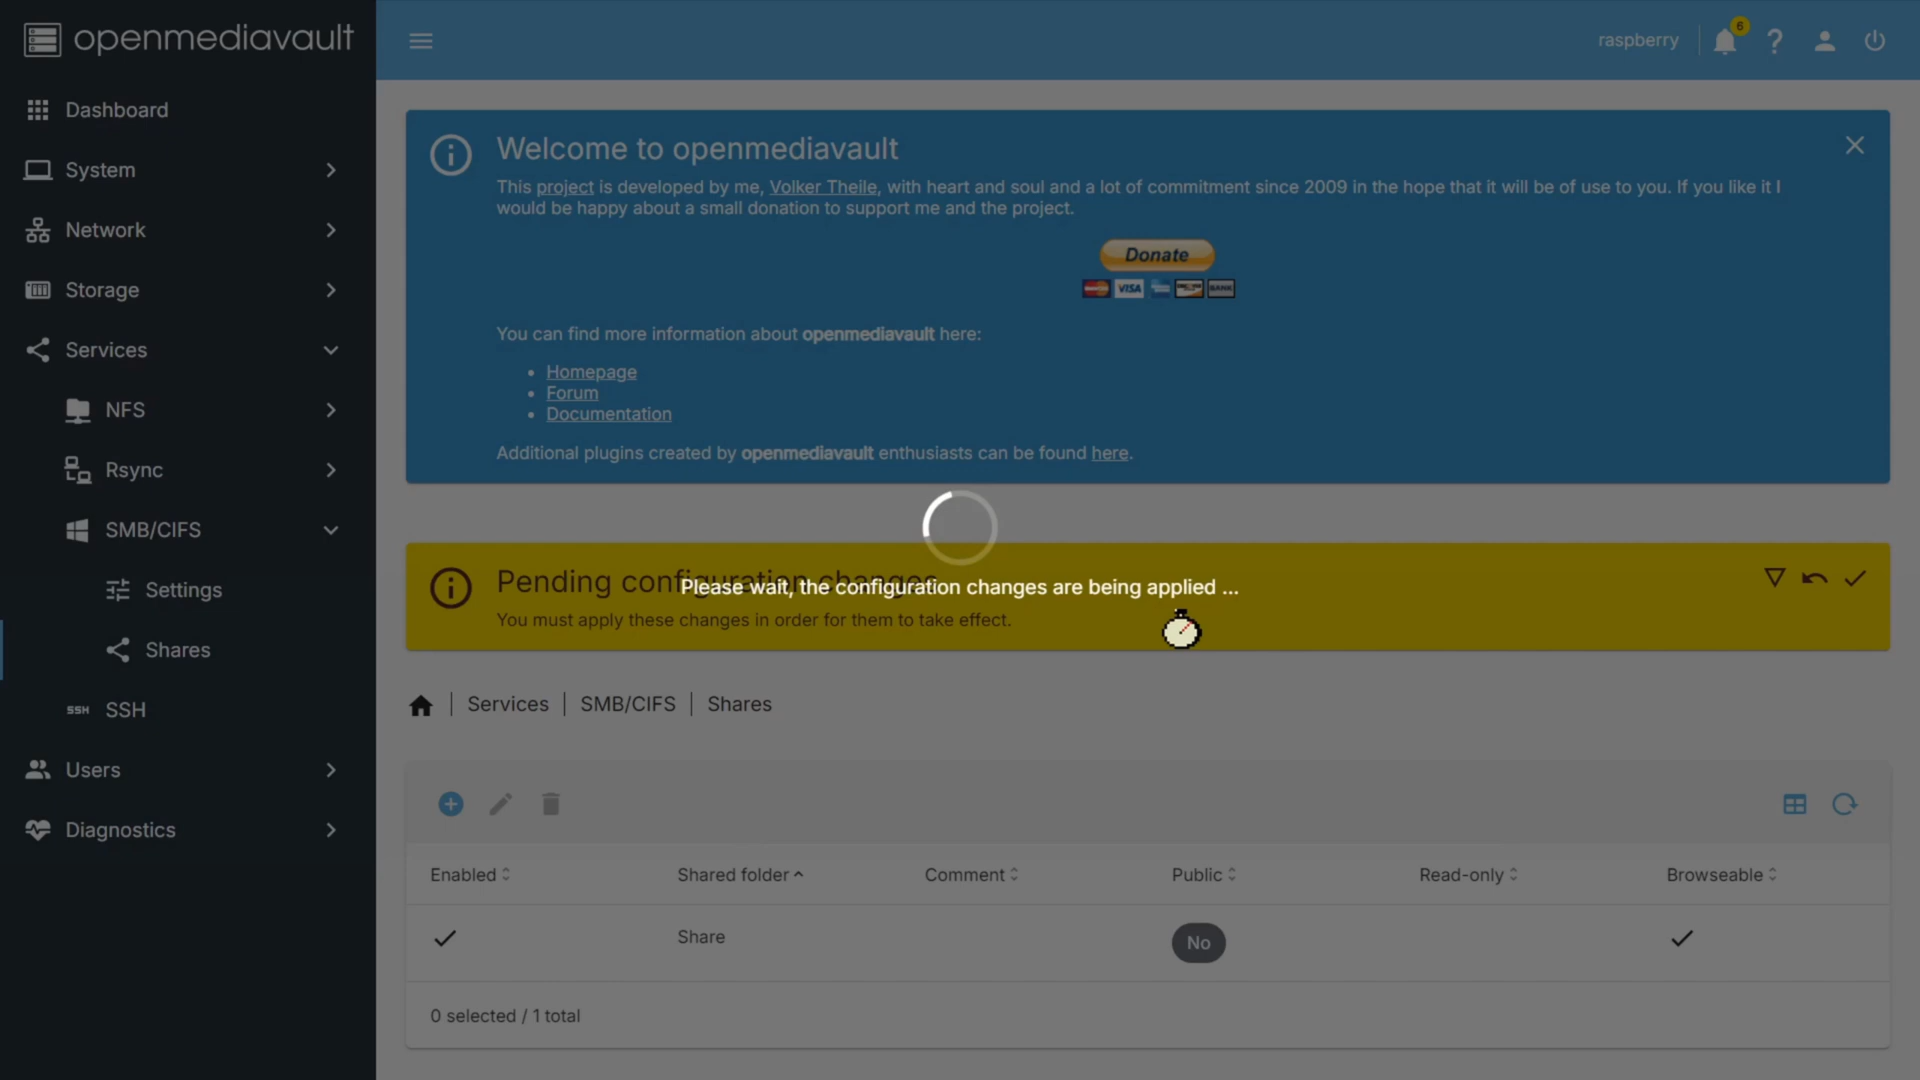 openmediavault
raspberry
6
Dashboard
System
Network
Storage
Services
NFS
Rsync
SMB/CIFS
Settings
Shares
SSH
SSH
Users
Diagnostics
Welcome to openmediavault
This project is developed by me, Volker Theile, with heart and soul and a lot of commitment since 2009 in the hope that it will be of use to you. If you like it I
would be happy about a small donation to support me and the project.
Donate
VISA
BANK
You can find more information about openmediavault here:
Homepage
Forum
Documentation
Additional plugins created by openmediavault enthusiasts can be found here.
Pending configuration changes
Please wait, the configuration changes are being applied ...
You must apply these changes in order for them to take effect.
Services | SMB/CIFS | Shares
Enabled Shared folder Comment Public Read-only Browseable
Share No
0 selected / 1 total